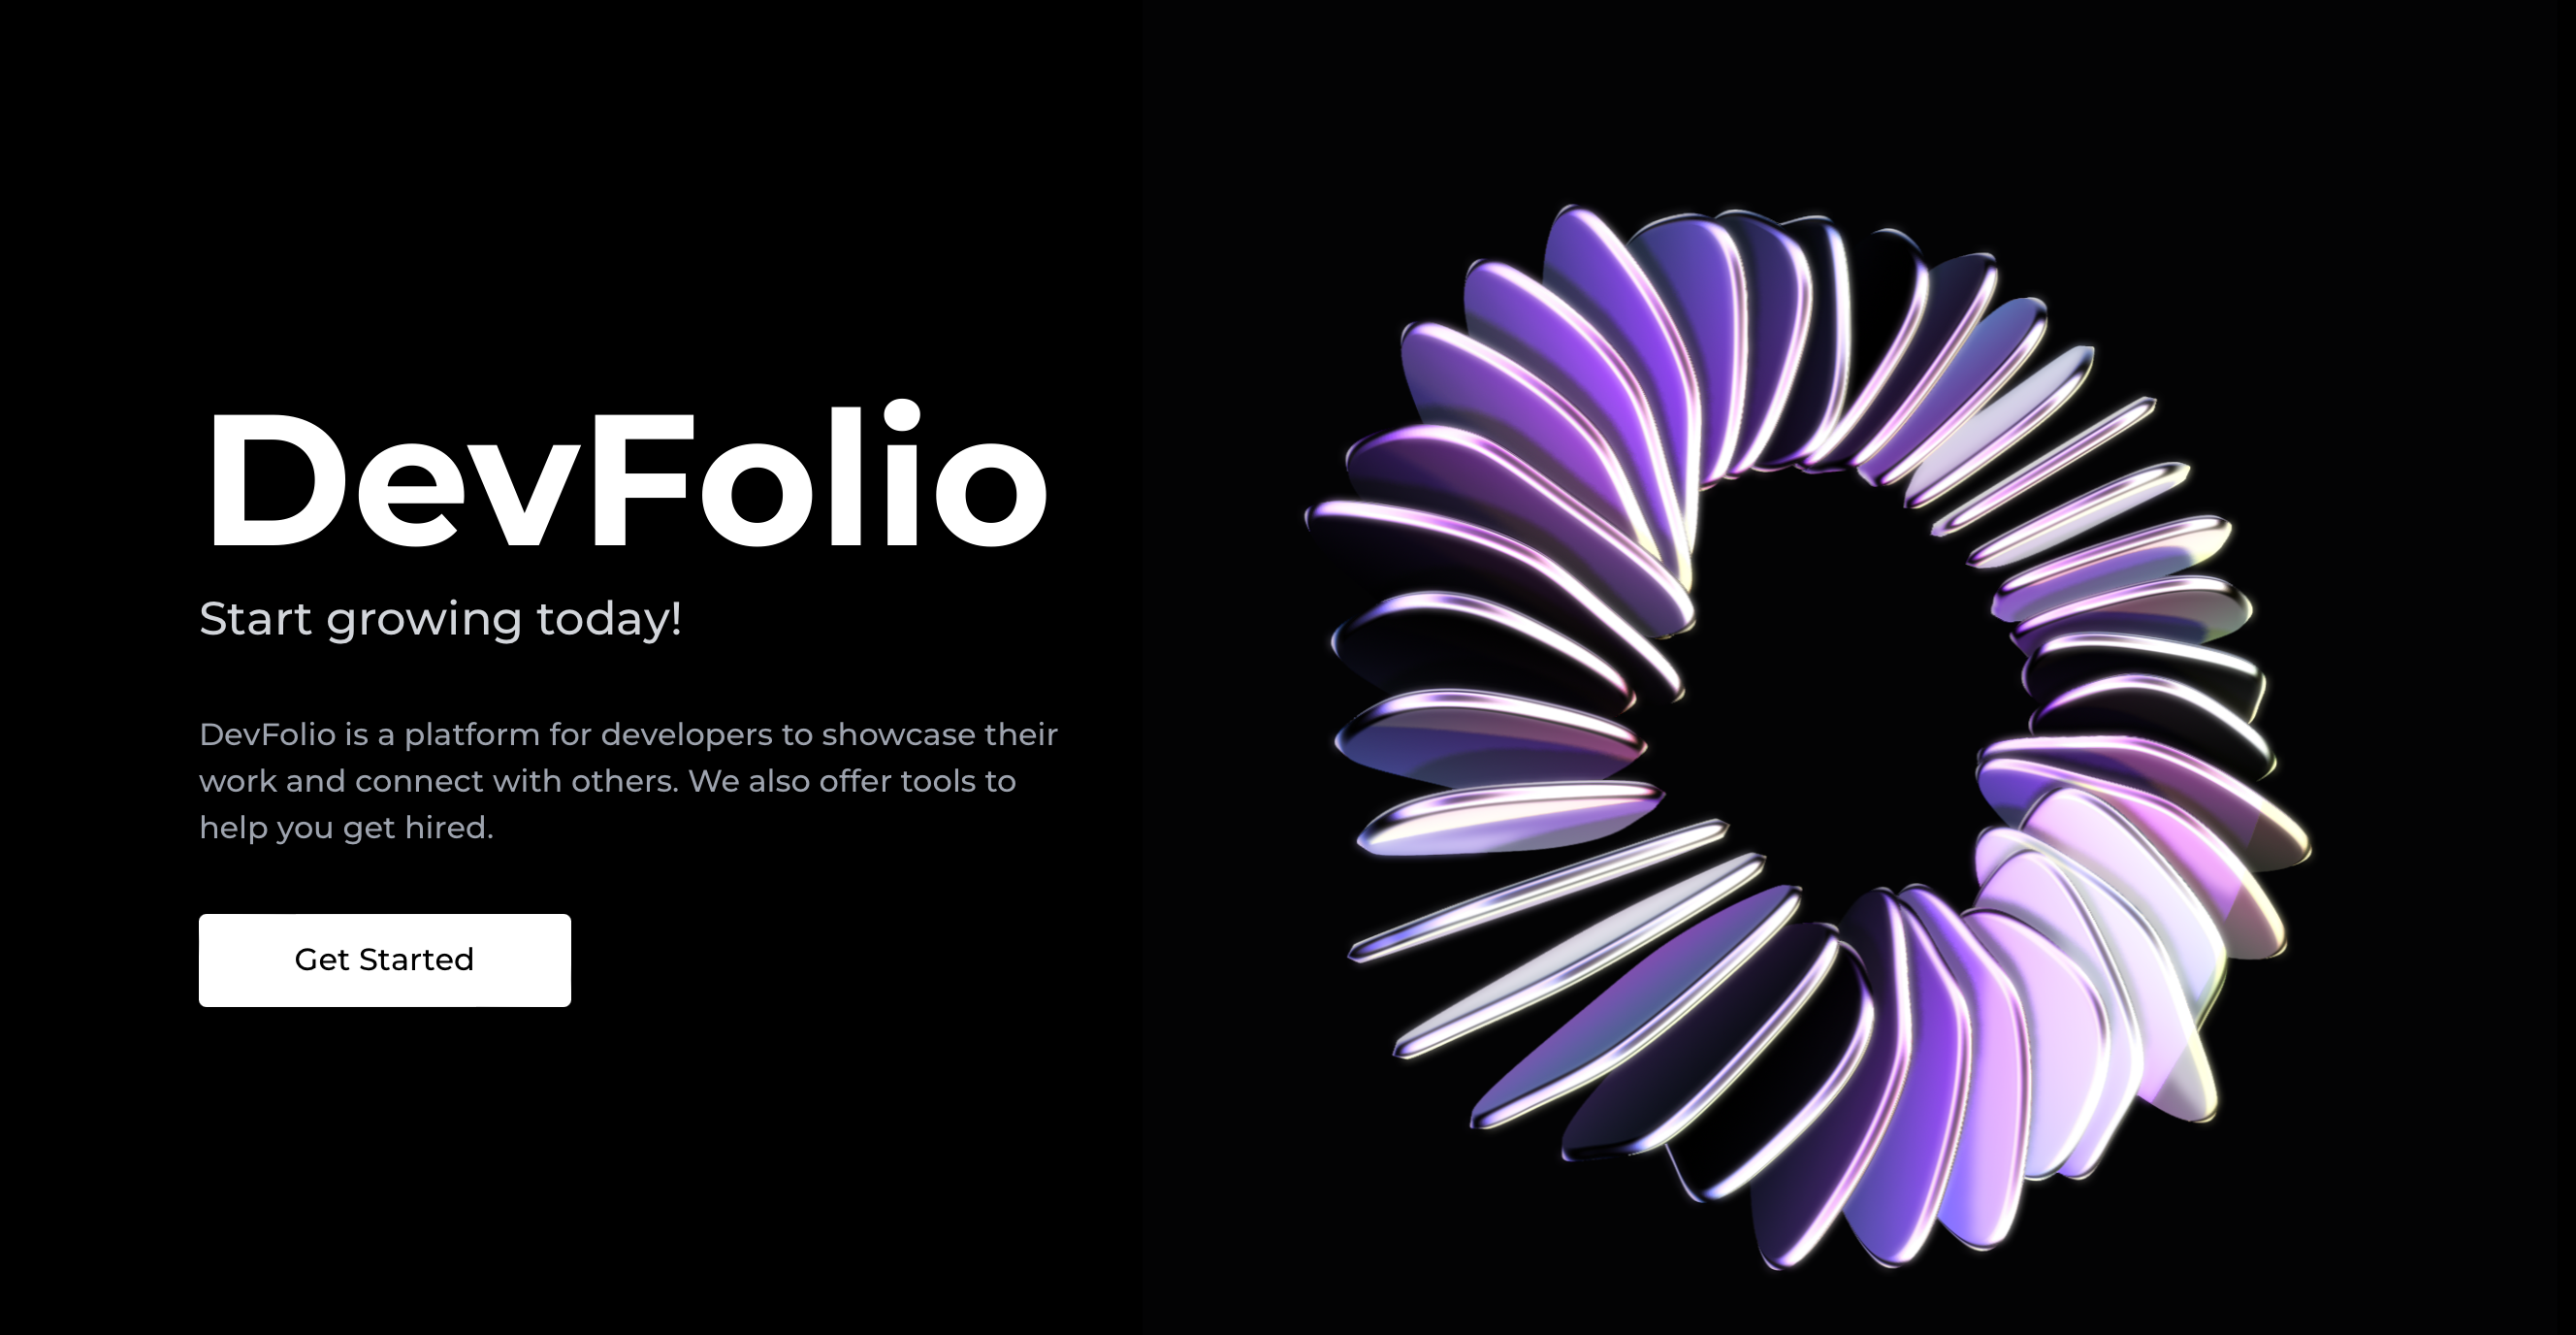 DevFolio
Start growing today!
DevFolio is a platform for developers to showcase their
work and connect with others. We also offer tools to
help you get hired.
Get Started